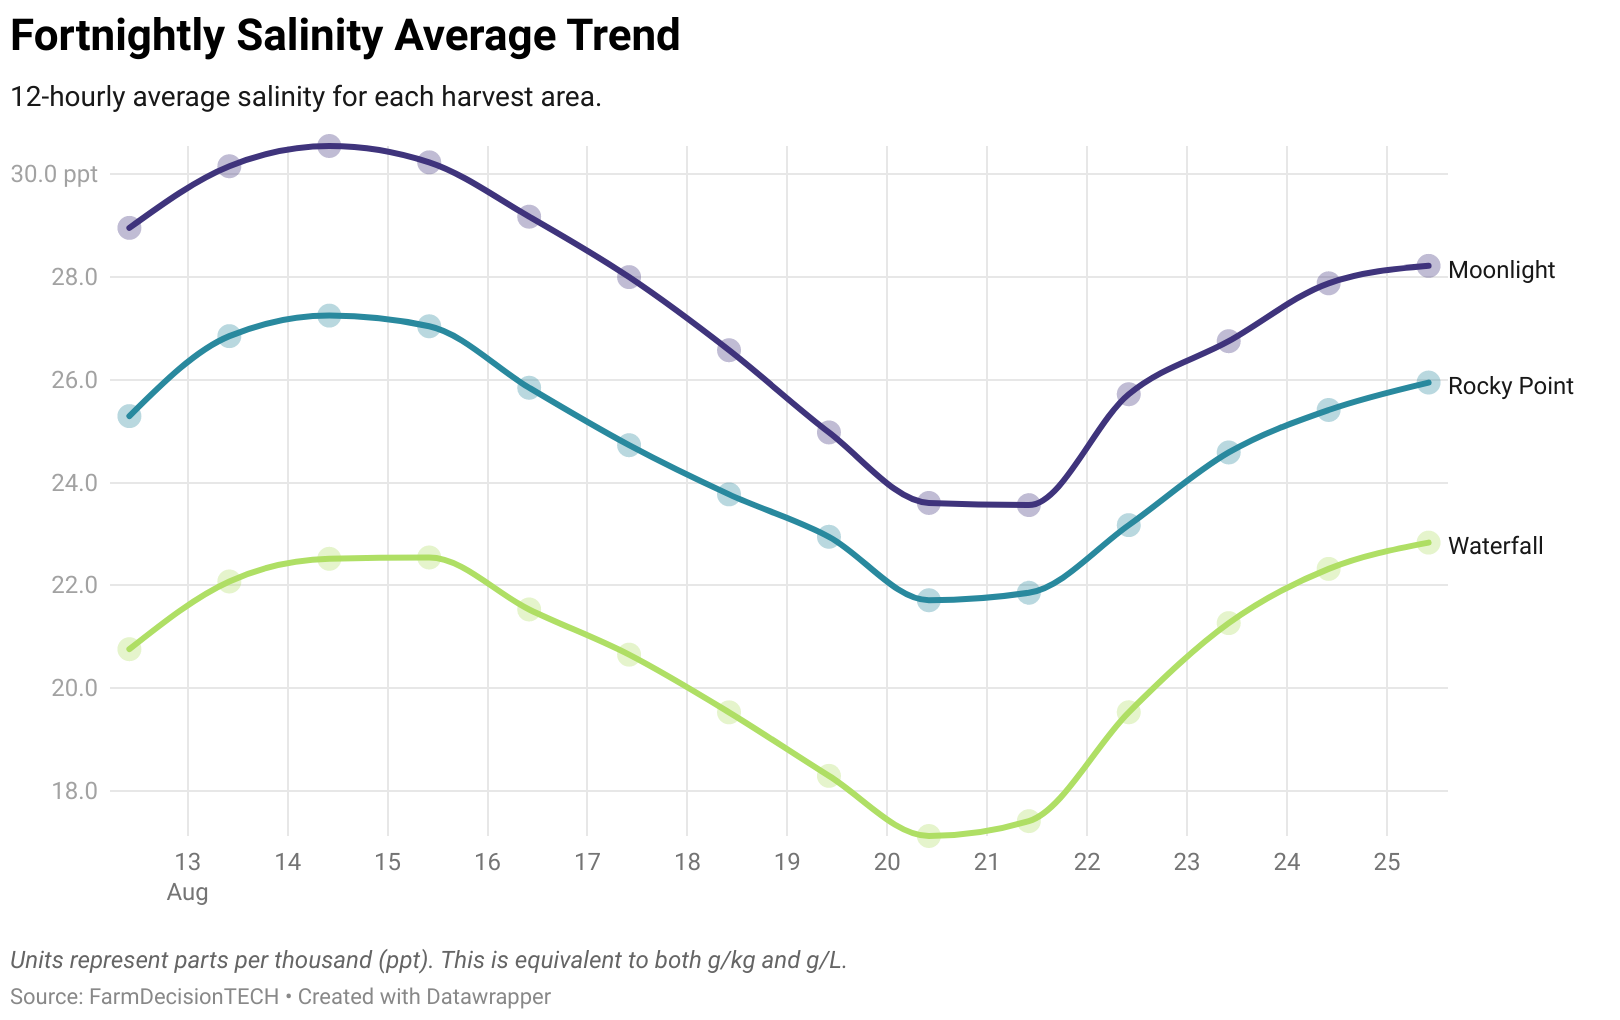 Fortnightly Salinity Average Trend
12-hourly average salinity for each harvest area.
30.0 ppt
28.0
26.0
24.0
22.0
20.0
18.0
Moonlight
Rocky Point
Waterfall
13 14 15 16 17 18 19 20 21 22 23 24 25
Aug
Units represent parts per thousand (ppt). This is equivalent to both g/kg and g/L.
Source: FarmDecisionTECH • Created with Datawrapper